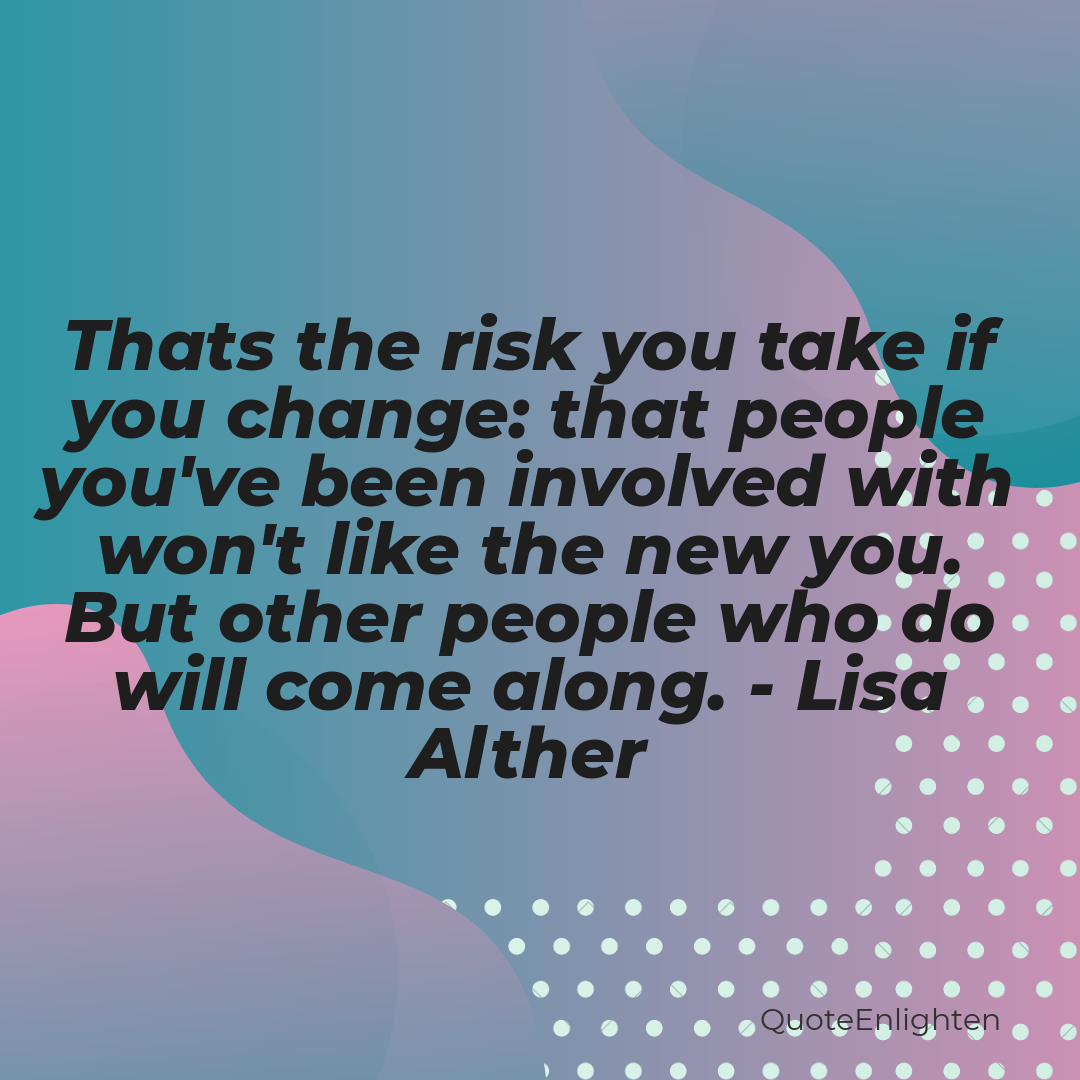 Thats the risk you take if
you change: that people
you've been involved with
won't like the new you.
But other people who do
will come along. - Lisa
Alther
QuoteEnlighten